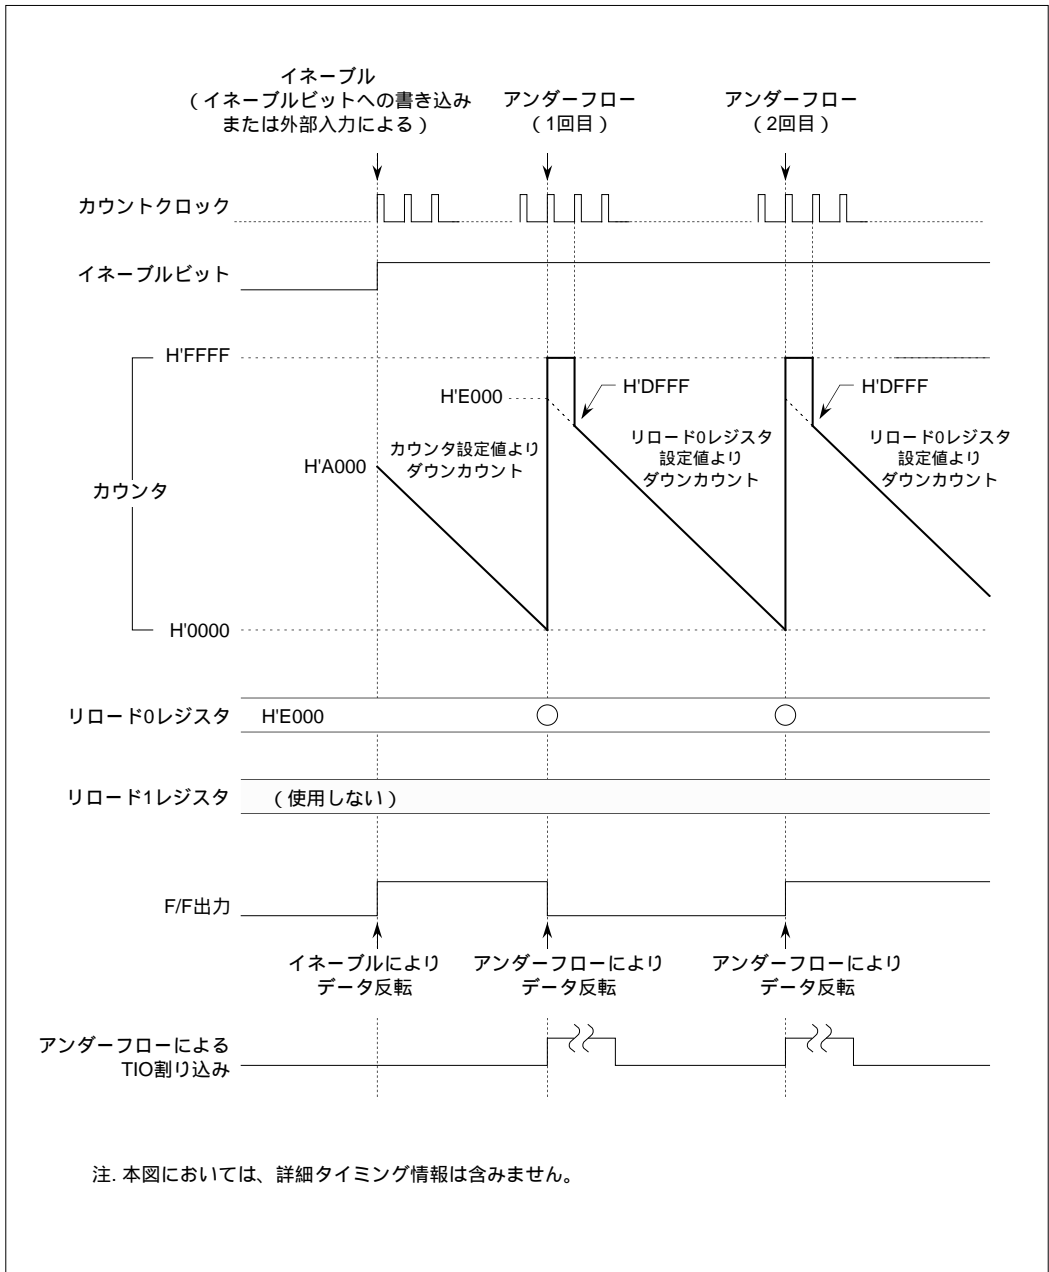 イネーブル
（イネーブルビットへの書き込み
または外部入力による）
アンダーフロー
（1回目）
アンダーフロー
（2回目）
カウントクロック
イネーブルビット
H'FFFF
H'E000
H'DFFF
H'DFFF
カウンタ設定値より
ダウンカウント
リロード0レジスタ
設定値より
ダウンカウント
リロード0レジスタ
設定値より
ダウンカウント
H'A000
カウンタ
H'0000
リロード0レジスタ
H'E000
リロード1レジスタ
（使用しない）
F/F出力
イネーブルにより
データ反転
アンダーフローにより
データ反転
アンダーフローにより
データ反転
アンダーフローによる
TIO割り込み
注. 本図においては、詳細タイミング情報は含みません。